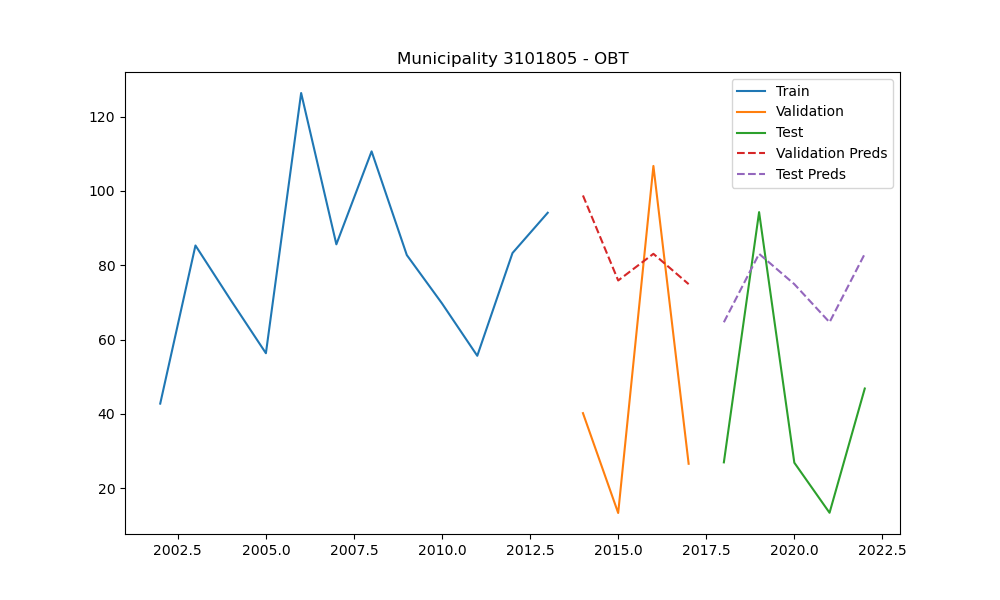 Municipality 3101805 - OBT
Train
Validation
Test
Validation Preds
Test Preds
120
100
80
60
40
20
2002.5 2005.0 2007.5 2010.0 2012.5 2015.0 2017.5 2020.0 2022.5